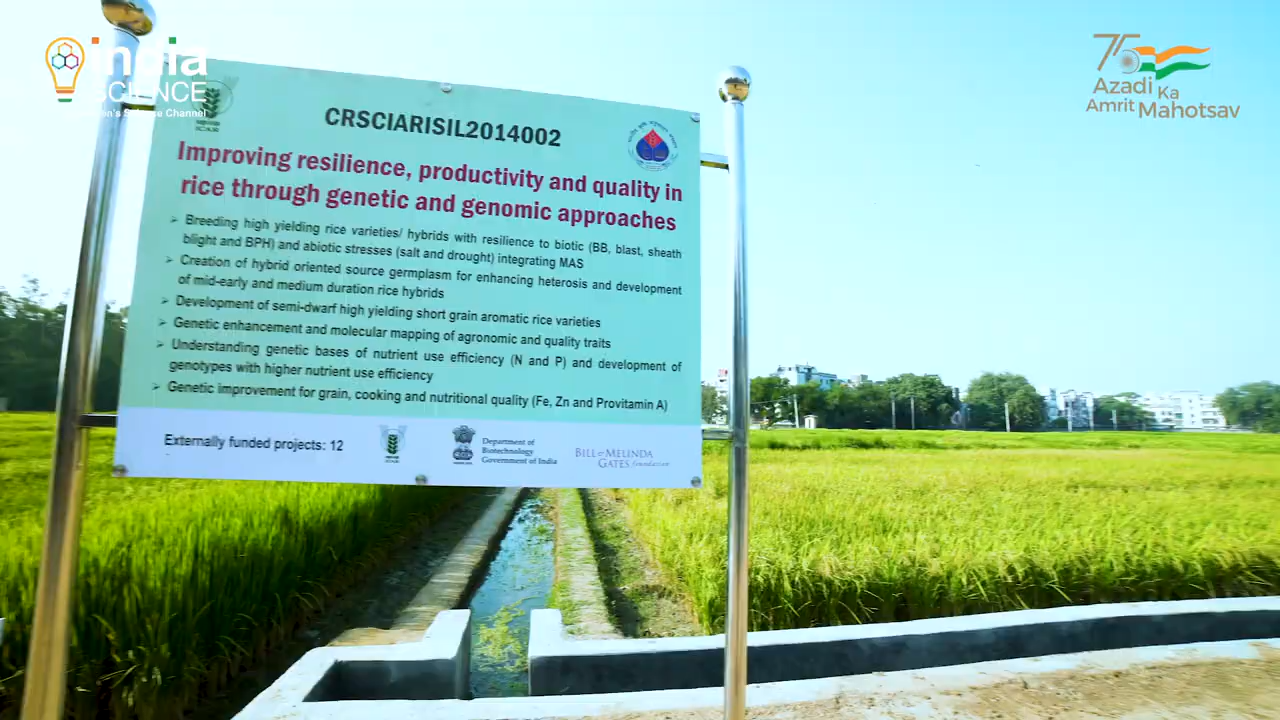 india
SCIENCE
75
Azadi Ka
Amrit Mahotsav
CRSCIARISIL2014002
Improving resilience, productivity and quality in
rice through genetic and genomic approaches
➢ Breeding high yielding rice varieties/ hybrids with resilience to biotic (BB, blast, sheath
blight and BPH) and abiotic stresses (salt and drought) integrating MAS
➢ Creation of hybrid oriented source germplasm for enhancing heterosis and development
of mid-early and medium duration rice hybrids
➢ Development of semi-dwarf high yielding short grain aromatic rice varieties
➢ Genetic enhancement and molecular mapping of agronomic and quality traits
➢ Understanding genetic bases of nutrient use efficiency (N and P) and development of
genotypes with higher nutrient use efficiency
➢ Genetic improvement for grain, cooking and nutritional quality (Fe, Zn and Provitamin A)
Externally funded projects: 12
Department of
Biotechnology
Government of India
BILL & MELINDA
GATES foundation